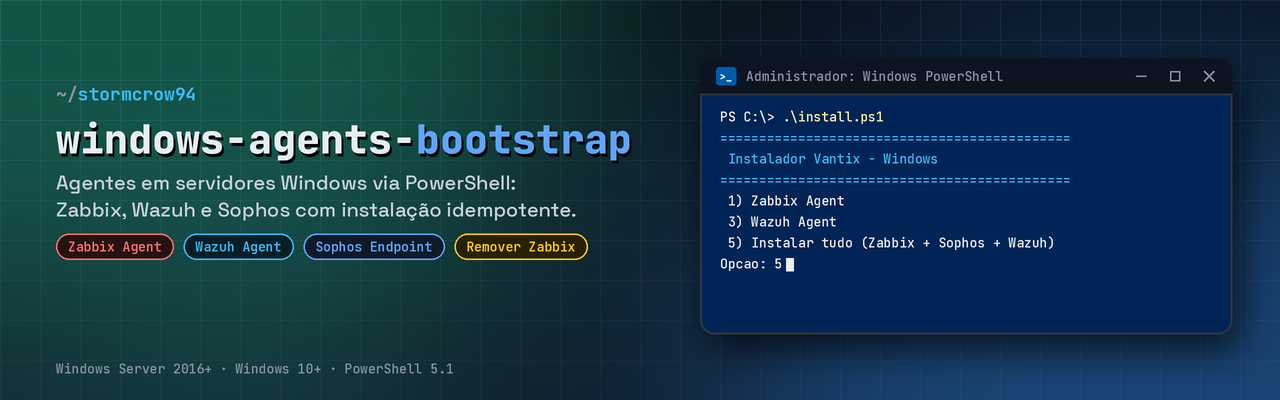 ~/stormcrow94
windows-agents-bootstrap
Agentes em servidores Windows via PowerShell:
Zabbix, Wazuh e Sophos com instalação idempotente.
Zabbix Agent
Wazuh Agent
Sophos Endpoint
Remover Zabbix
Windows Server 2016+ · Windows 10+ · PowerShell 5.1
>_ Administrador: Windows PowerShell
PS C:\> .\install.ps1
=============================================
Instalador Vantix - Windows
=============================================
1) Zabbix Agent
3) Wazuh Agent
5) Instalar tudo (Zabbix + Sophos + Wazuh)
Opcao: 5